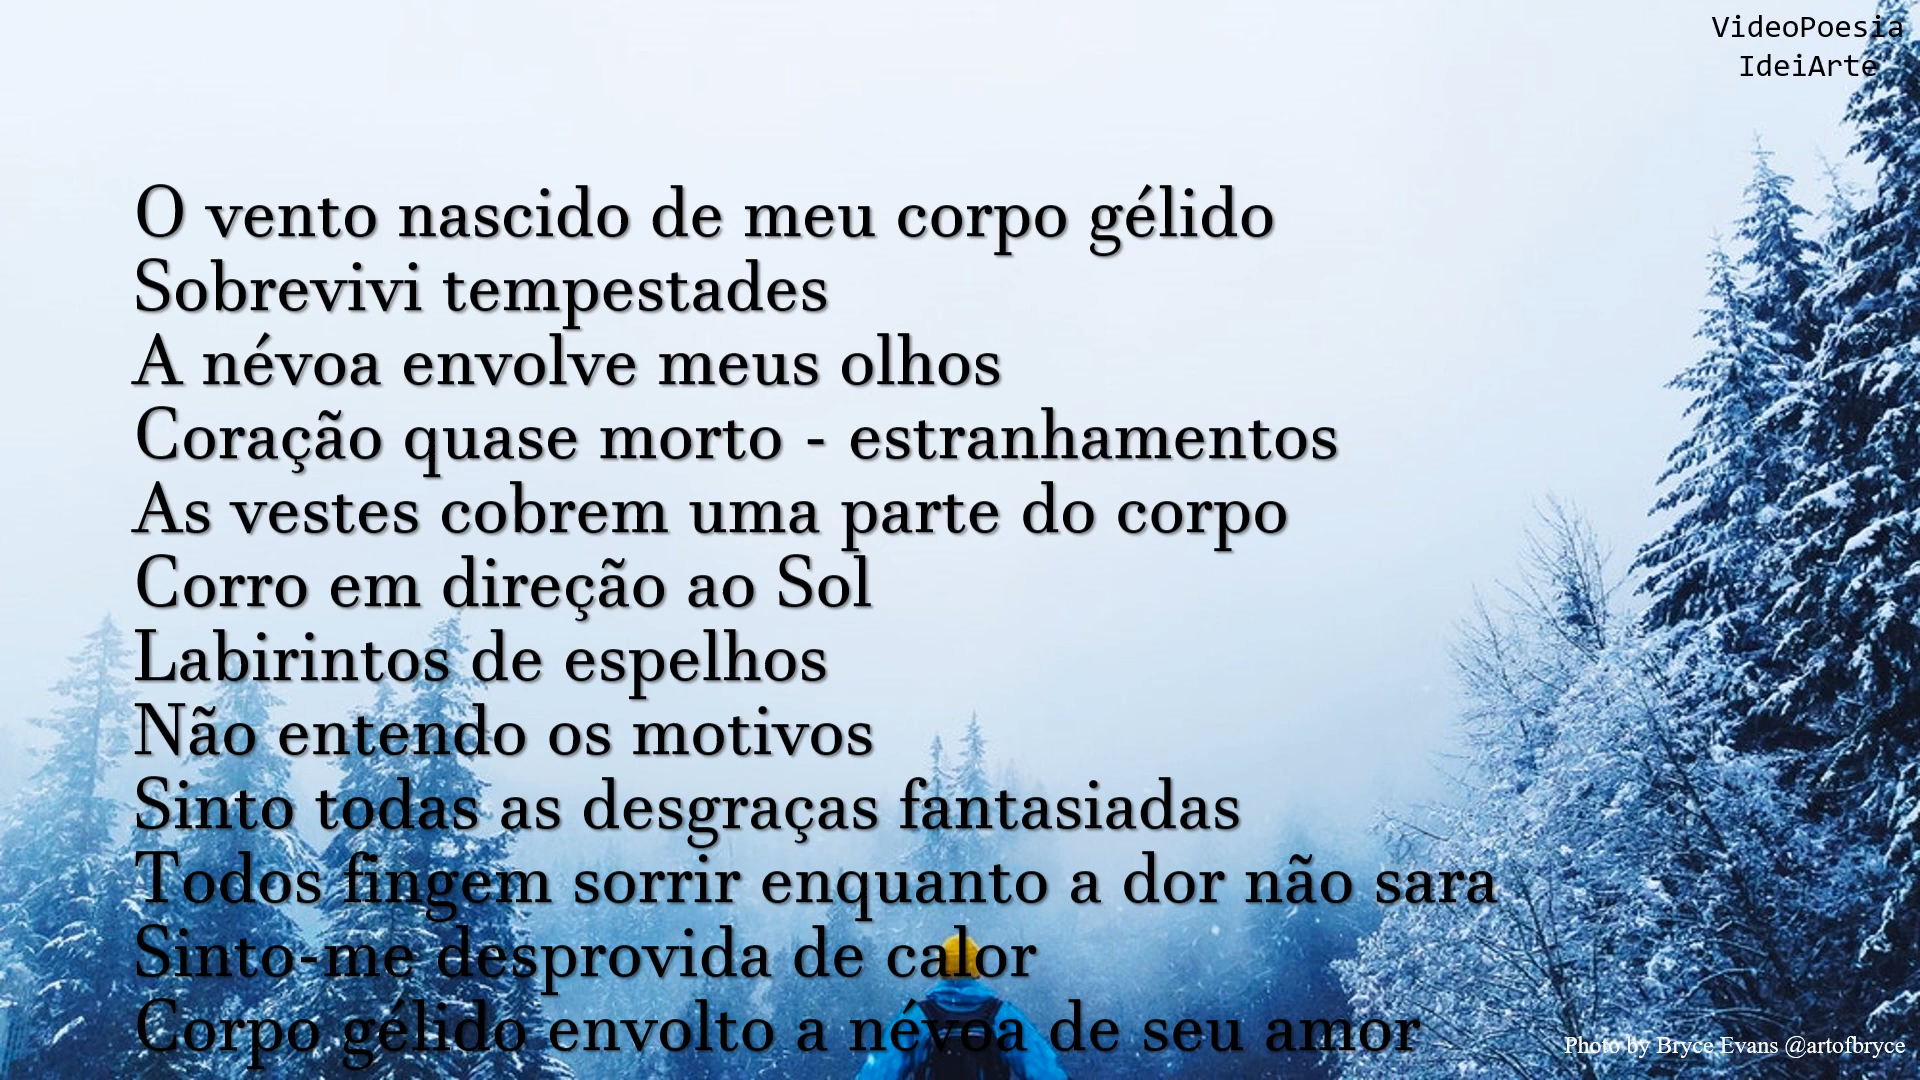 VideoPoesia
IdeiArte
O vento nascido de meu corpo gélido
Sobrevivi tempestades
A névoa envolve meus olhos
Coração quase morto - estranhamentos
As vestes cobrem uma parte do corpo
Corro em direção ao Sol
Labirintos de espelhos
Não entendo os motivos
Sinto todas as desgraças fantasiadas
Todos fingem sorrir enquanto a dor não sara
Sinto-me desprovida de calor
Corpo gélido envolto a névoa de seu amor
Photo by Bryce Evans @artofbryce